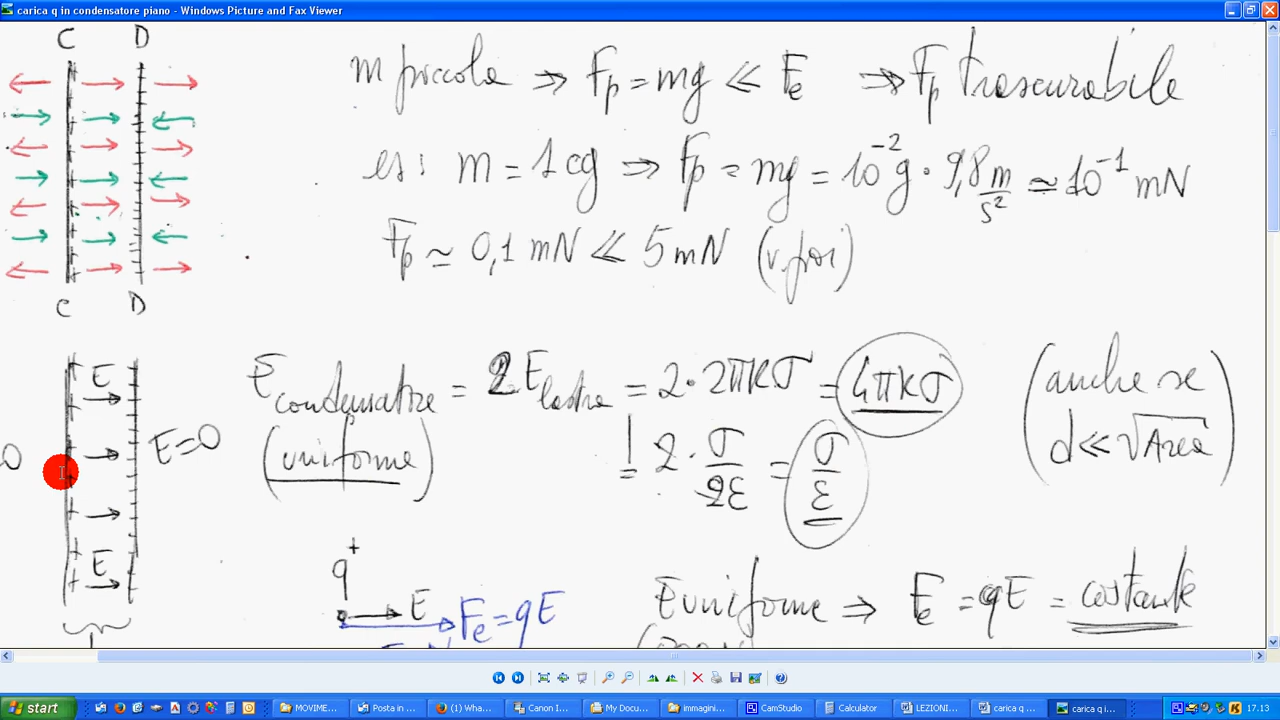 carica q in condensatore piano - Windows Picture and Fax Viewer
C D
m piccola ⇒ Fp = mg ≪ Fe ⇒ Fp trascurabile
es: m = 1 cg ⇒ Fp = mg = 10⁻² g · 9,8 m/s² ≃ 10⁻¹ mN
Fp ≃ 0,1 mN ≪ 5 mN (v. poi)
C D
E condensatore = 2 E lastra = 2 · 2πKσ = 4πKσ
(uniforme)
= 2 · σ/2ε = σ/ε
(anche se
d ≪ √Area)
E
E=0
0
E
q+
E
Fe = qE
E uniforme ⇒ Fe = qE = costante
start
MOVIME...
Posta in ...
(1) Wha...
Canon I...
My Docu...
immagini...
CamStudio
Calculator
LEZIONI...
carica q ...
carica q i...
17.13